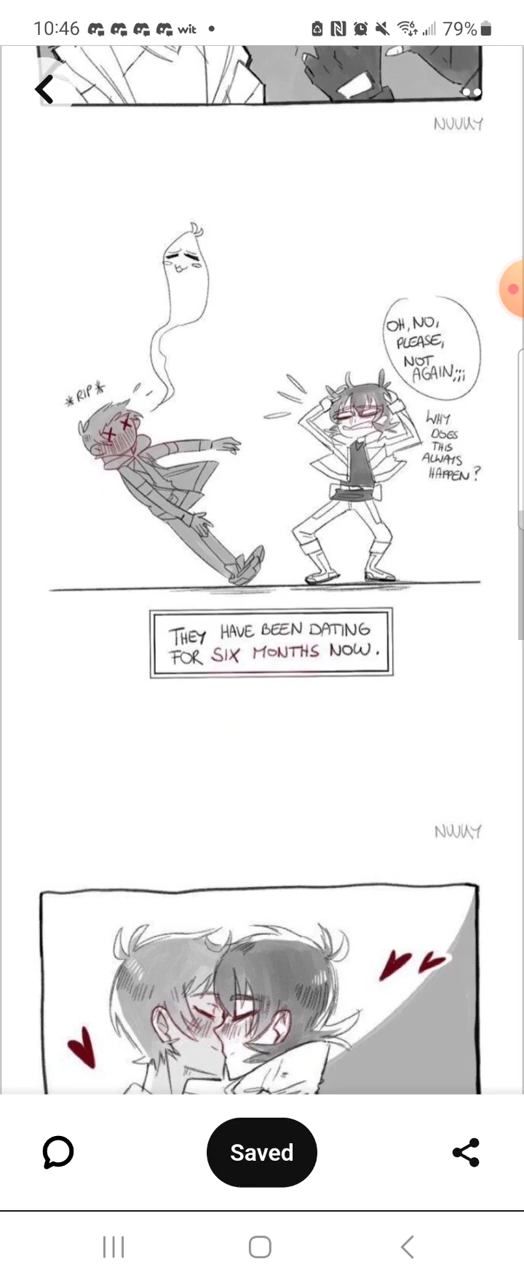 10:46 wit 79%
NUUUY
OH, NO,
PLEASE,
NOT
AGAIN;;;
*RIP*
WHY
DOES
THIS
ALWAYS
HAPPEN?
THEY HAVE BEEN DATING
FOR SIX MONTHS NOW.
NUUUY
Saved